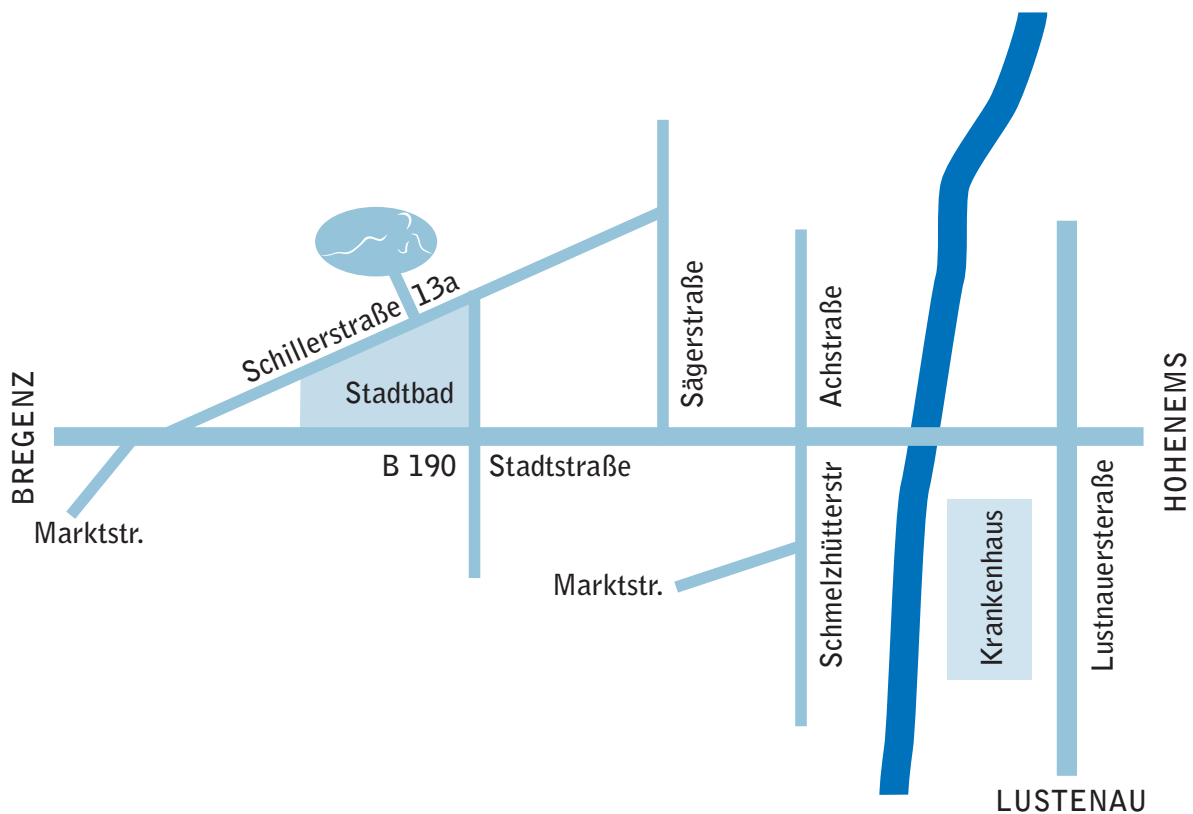 Schillerstraße 13a
Stadtbad
Sägerstraße
Achstraße
BREGENZ
HOHENEMS
B 190
Stadtstraße
Marktstr.
Marktstr.
Schmelzhütterstr
Krankenhaus
Lustnauersteraße
LUSTENAU